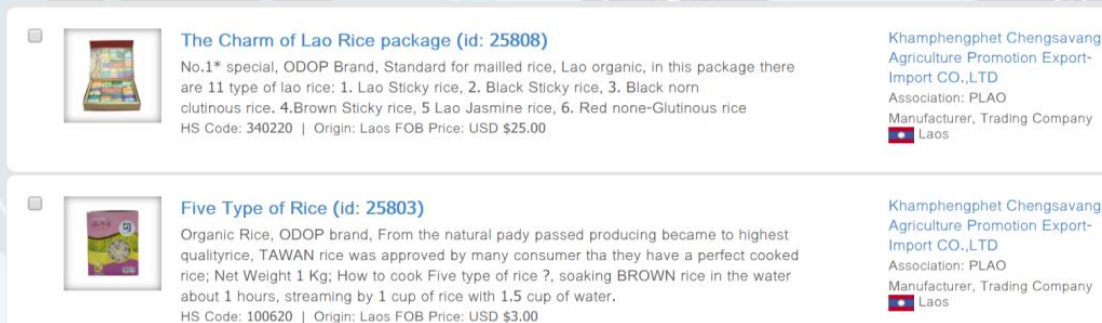 The Charm of Lao Rice package (id: 25808)
No.1* special, ODOP Brand, Standard for mailled rice, Lao organic, in this package there
are 11 type of lao rice: 1. Lao Sticky rice, 2. Black Sticky rice, 3. Black norn
clutinous rice. 4.Brown Sticky rice, 5 Lao Jasmine rice, 6. Red none-Glutinous rice
HS Code: 340220 | Origin: Laos FOB Price: USD $25.00
Khamphengphet Chengsavang
Agriculture Promotion Export-
Import CO.,LTD
Association: PLAO
Manufacturer, Trading Company
Laos
Five Type of Rice (id: 25803)
Organic Rice, ODOP brand, From the natural pady passed producing became to highest
qualityrice, TAWAN rice was approved by many consumer tha they have a perfect cooked
rice; Net Weight 1 Kg; How to cook Five type of rice ?, soaking BROWN rice in the water
about 1 hours, streaming by 1 cup of rice with 1.5 cup of water.
HS Code: 100620 | Origin: Laos FOB Price: USD $3.00
Khamphengphet Chengsavang
Agriculture Promotion Export-
Import CO.,LTD
Association: PLAO
Manufacturer, Trading Company
Laos